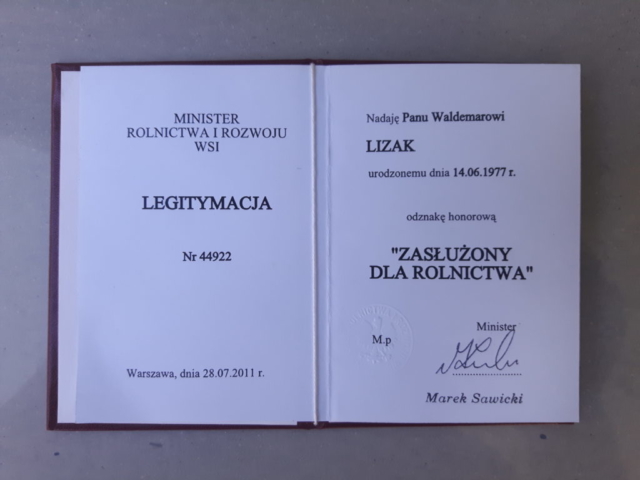 MINISTER
ROLNICTWA I ROZWOJU
WSI
LEGITYMACJA
Nr 44922
Warszawa, dnia 28.07.2011 r.
Nadaję Panu Waldemarowi
LIZAK
urodzonemu dnia 14.06.1977 r.
odznakę honorową
"ZASŁUŻONY
DLA ROLNICTWA"
Minister
M.p
Marek Sawicki